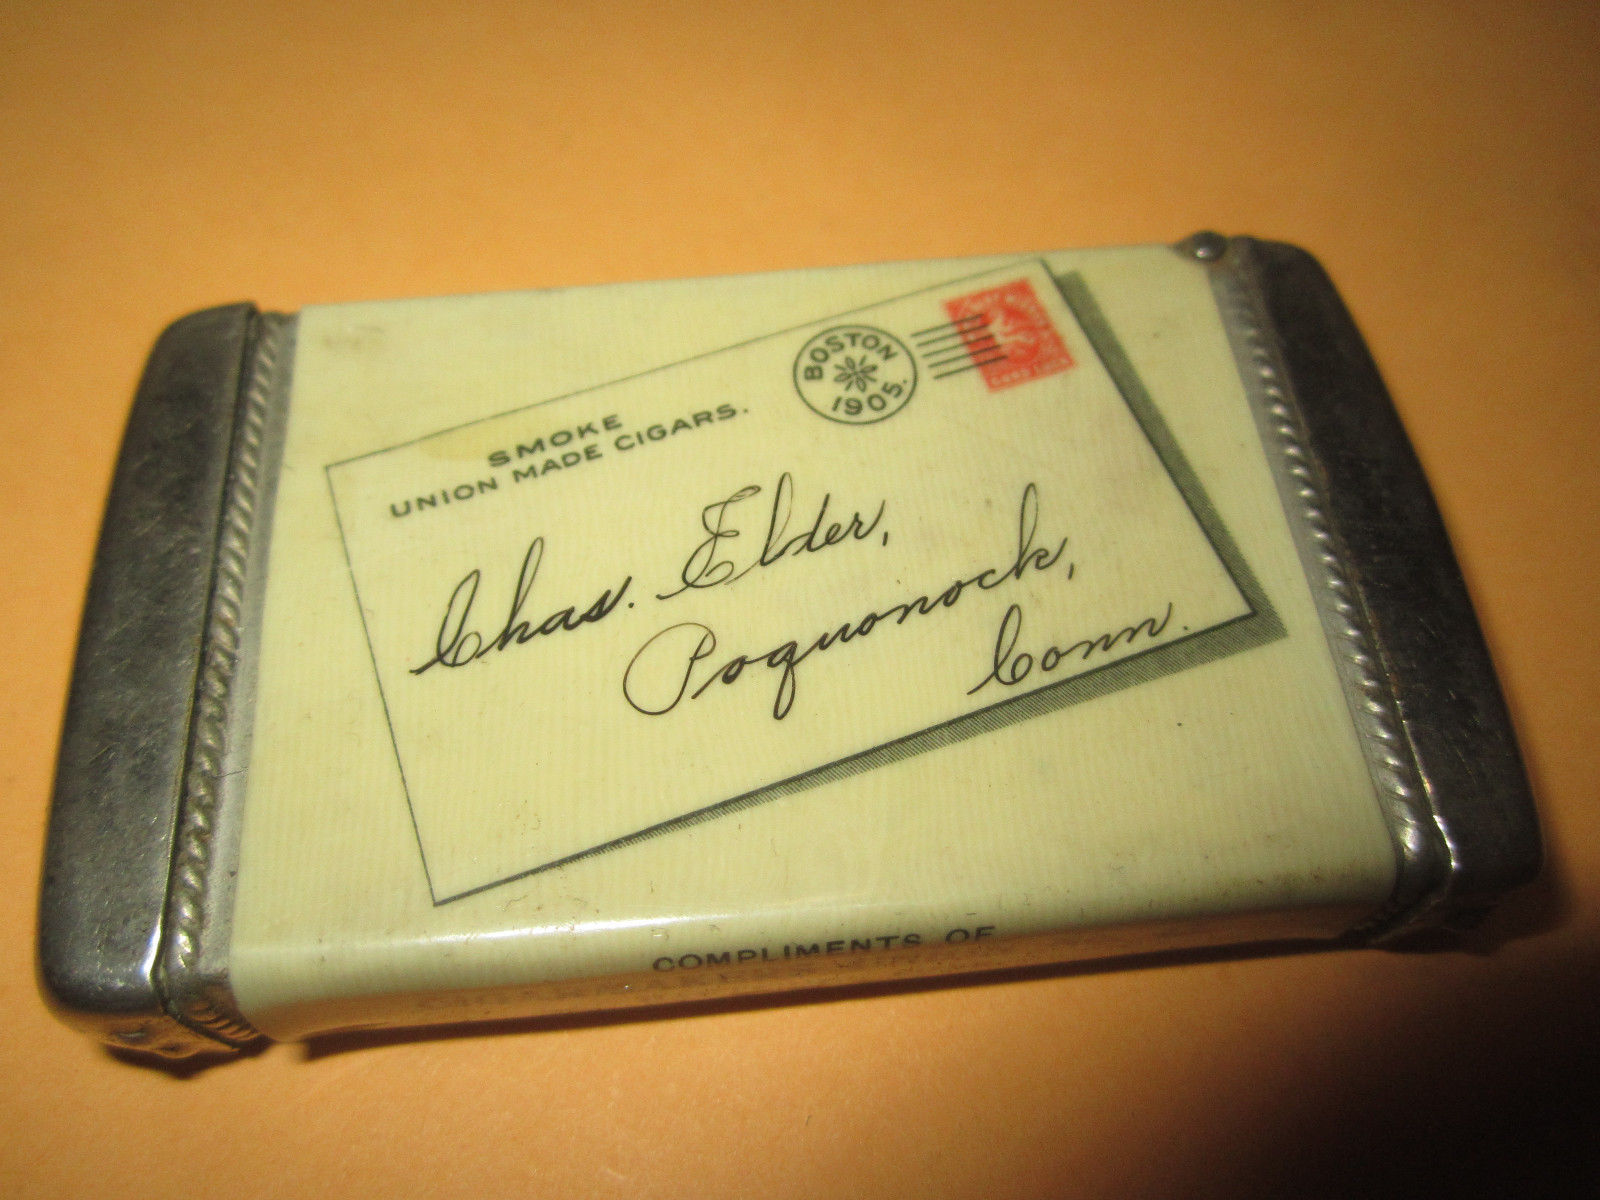 SMOKE
UNION MADE CIGARS.
BOSTON
1905.
Chas. Elder,
Poquonock,
Conn.
COMPLIMENTS OF